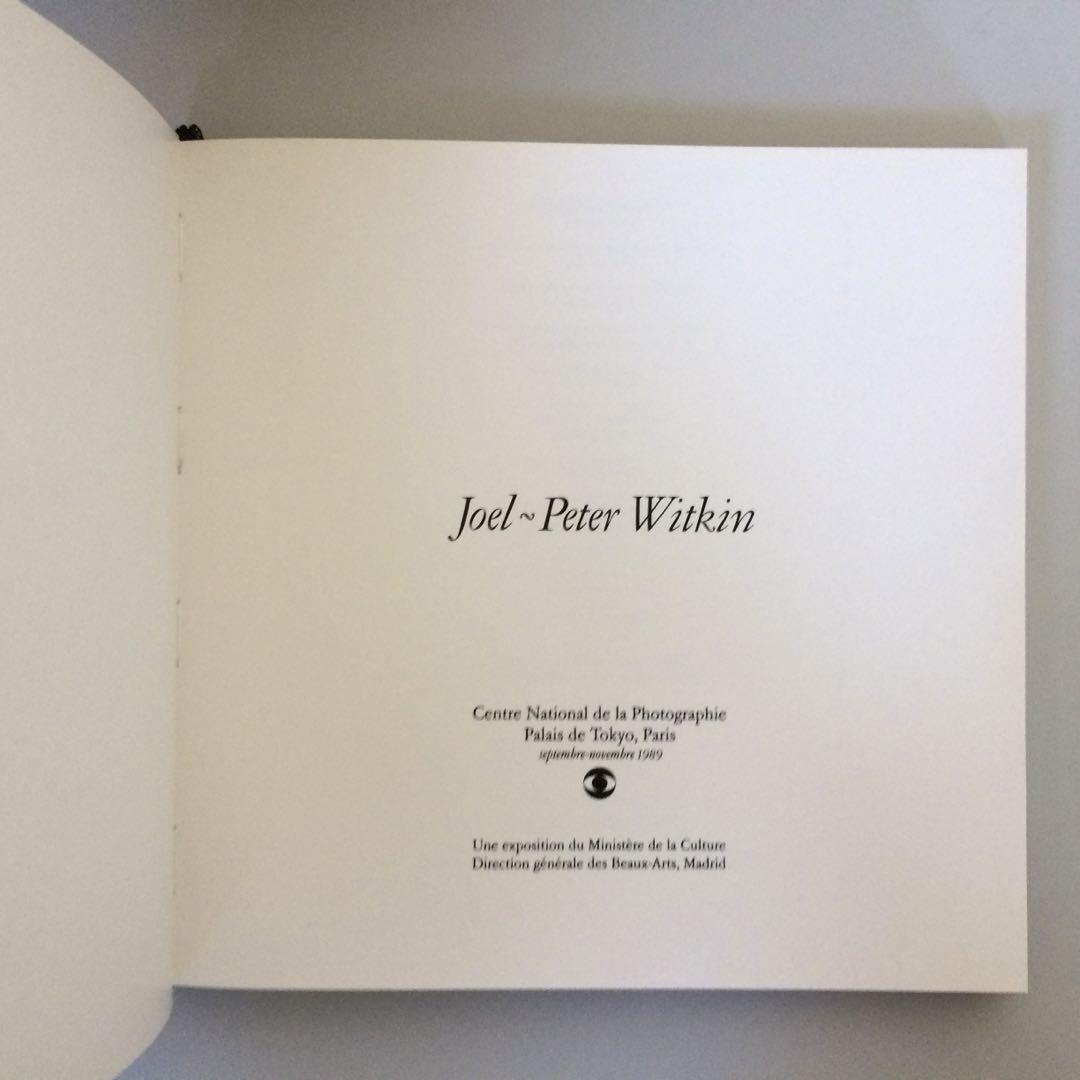 Joel~Peter Witkin
Centre National de la Photographie
Palais de Tokyo, Paris
septembre-novembre 1989
Une exposition du Ministère de la Culture
Direction générale des Beaux-Arts, Madrid